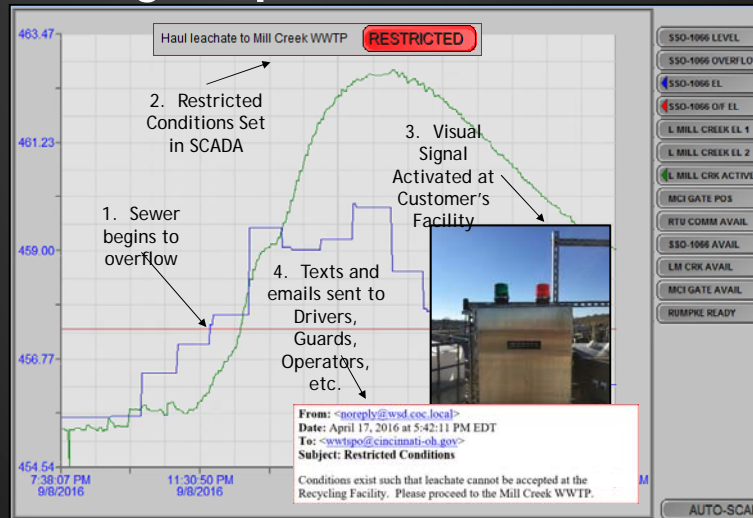 463.47
461.23
459.00
456.77
454.54
7:38:07 PM
9/8/2016
11:30:50 PM
9/8/2016
Haul leachate to Mill Creek WWTP RESTRICTED
2. Restricted
Conditions Set
in SCADA
3. Visual
Signal
Activated at
Customer's
Facility
1. Sewer
begins to
overflow
4. Texts and
emails sent to
Drivers,
Guards,
Operators,
etc.
From: <noreply@wsd.coc.local>
Date: April 17, 2016 at 5:42:11 PM EDT
To: <wwtspo@cincinnati-oh.gov>
Subject: Restricted Conditions
Conditions exist such that leachate cannot be accepted at the
Recycling Facility. Please proceed to the Mill Creek WWTP.
SSO-1066 LEVEL
SSO-1066 OVERFLO
SSO-1066 EL
SSO-1066 O/F EL
L MILL CREEK EL 1
L MILL CREEK EL 2
L MILL CRK ACTIVE
MCI GATE POS
RTU COMM AVAIL
SSO-1066 AVAIL
LM CRK AVAIL
MCI GATE AVAIL
RUMPKE READY
AUTO-SCA